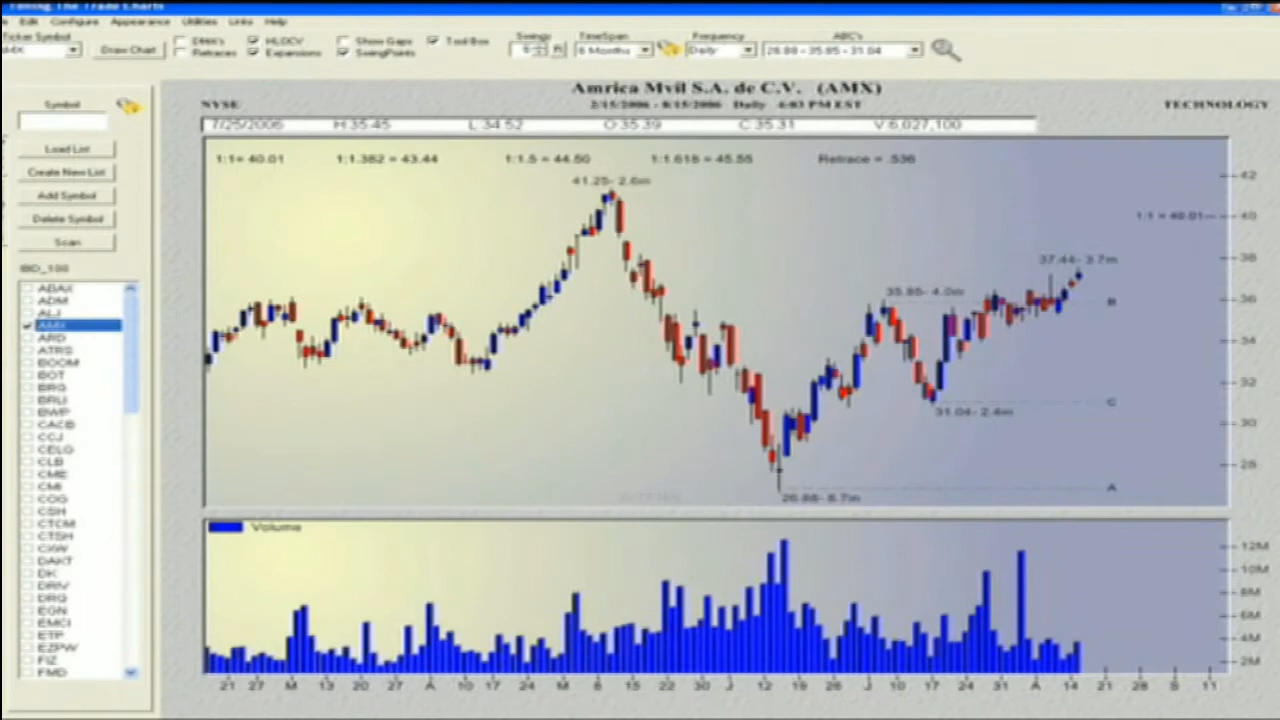 Timing The Trade Charts
Edit Configure Appearance Utilities Links Help
Ticker Symbol
AMX
Draw Chart
DMA's
Retraces
HLOCV
Expansions
Show Gaps
SwingPoints
Tool Box
Swings
TimeSpan
6 Months
Frequency
Daily
ABC's
26.88 - 35.85 - 31.04
Amrica Mvil S.A. de C.V. (AMX)
NYSE
2/15/2006 - 8/15/2006 Daily 4:03 PM EST
TECHNOLOGY
7/25/2006 H:35.45 L:34.52 O:35.39 C:35.31 V:6,027,100
Symbol
Load List
Create New List
Add Symbol
Delete Symbol
Scan
IBD_100
ABAX
ADM
ALJ
AMX
ARD
ATRS
BOOM
BOT
BRG
BRLI
BWP
CACB
CCJ
CELG
CLB
CME
CMI
COG
CSH
CTCM
CTSH
CXW
DAKT
DK
DRIV
DRQ
EGN
EMCI
ETP
EZPW
FIZ
FMD
1:1= 40.01 1:1.382 = 43.44 1:1.5 = 44.50 1:1.618 = 45.55 Retrace = .536
41.25- 2.6m
42
1:1 = 40.01
40
37.44- 3.7m
38
35.85- 4.0m
B
36
34
32
31.04- 2.4m
C
30
28
26.88- 6.7m
A
Volume
12M
10M
8M
6M
4M
2M
21 27 M 13 20 27 A 10 17 24 M 8 15 22 30 J 12 19 26 J 10 17 24 31 A 14 21 28 S 11